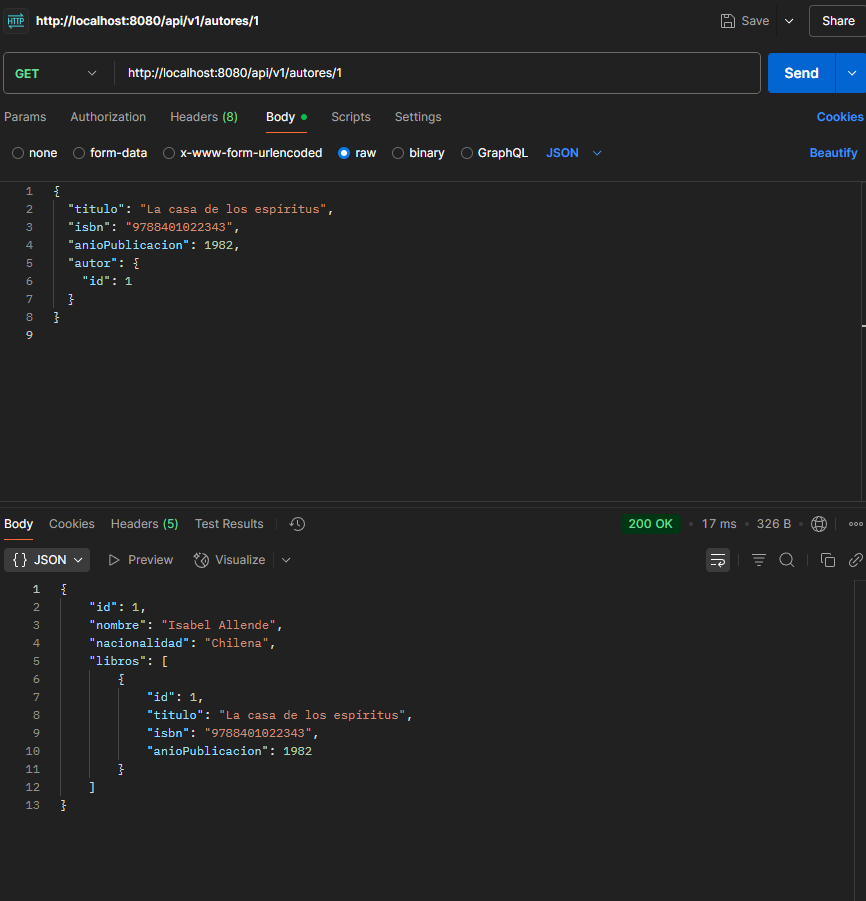 HTTP http://localhost:8080/api/v1/autores/1 Save Share
GET http://localhost:8080/api/v1/autores/1 Send
Params Authorization Headers (8) Body Scripts Settings Cookies
none form-data x-www-form-urlencoded raw binary GraphQL JSON Beautify
1 {
2 "titulo": "La casa de los espíritus",
3 "isbn": "9788401022343",
4 "anioPublicacion": 1982,
5 "autor": {
6 "id": 1
7 }
8 }
9
Body Cookies Headers (5) Test Results 200 OK • 17 ms • 326 B •
{} JSON Preview Visualize
1 {
2 "id": 1,
3 "nombre": "Isabel Allende",
4 "nacionalidad": "Chilena",
5 "libros": [
6 {
7 "id": 1,
8 "titulo": "La casa de los espíritus",
9 "isbn": "9788401022343",
10 "anioPublicacion": 1982
11 }
12 ]
13 }